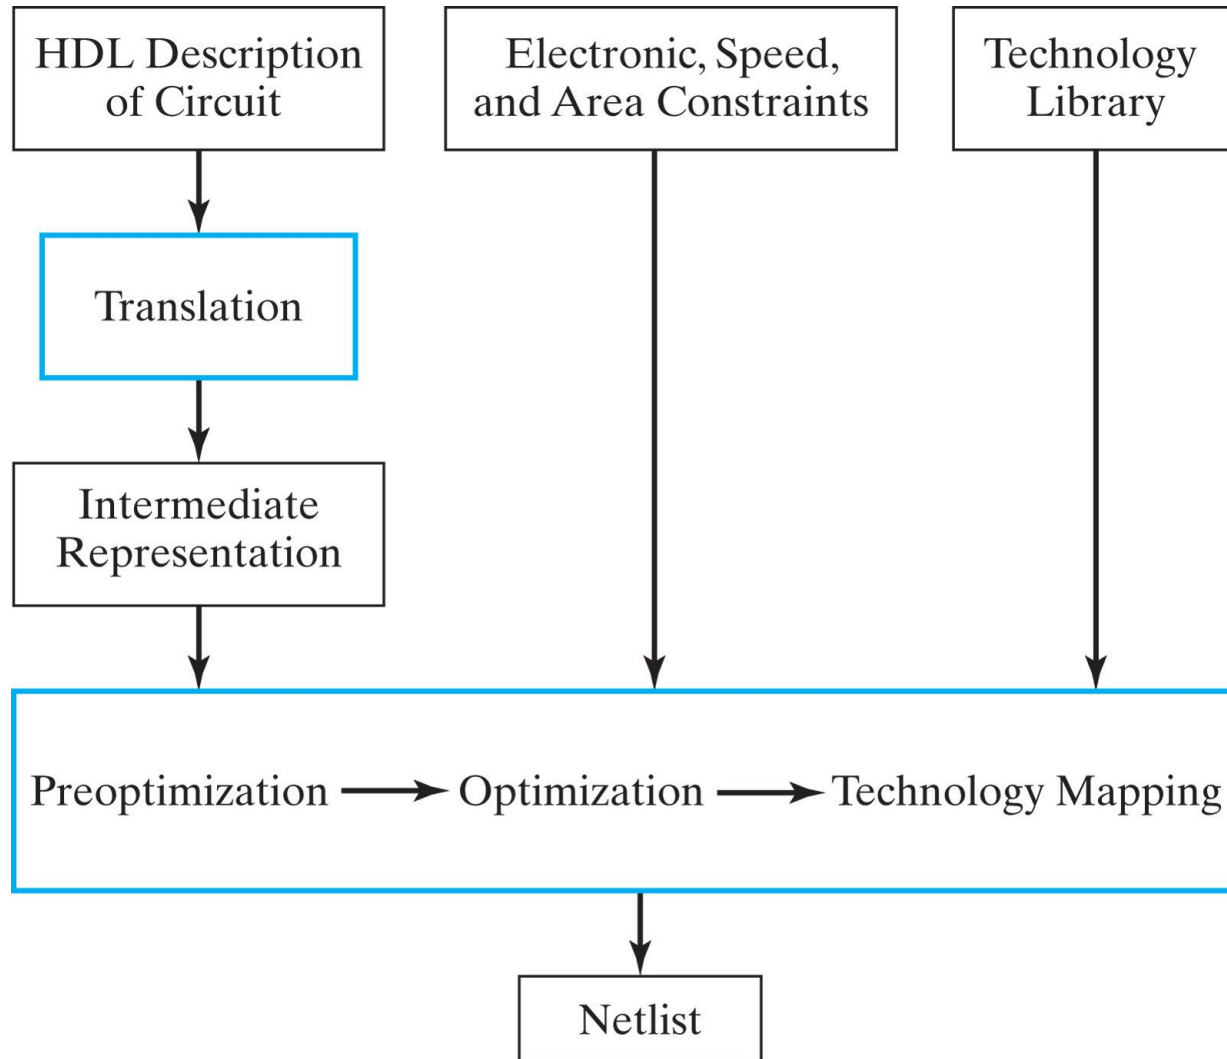 HDL Description
of Circuit
Electronic, Speed,
and Area Constraints
Technology
Library
Translation
Intermediate
Representation
Preoptimization
Optimization
Technology Mapping
Netlist